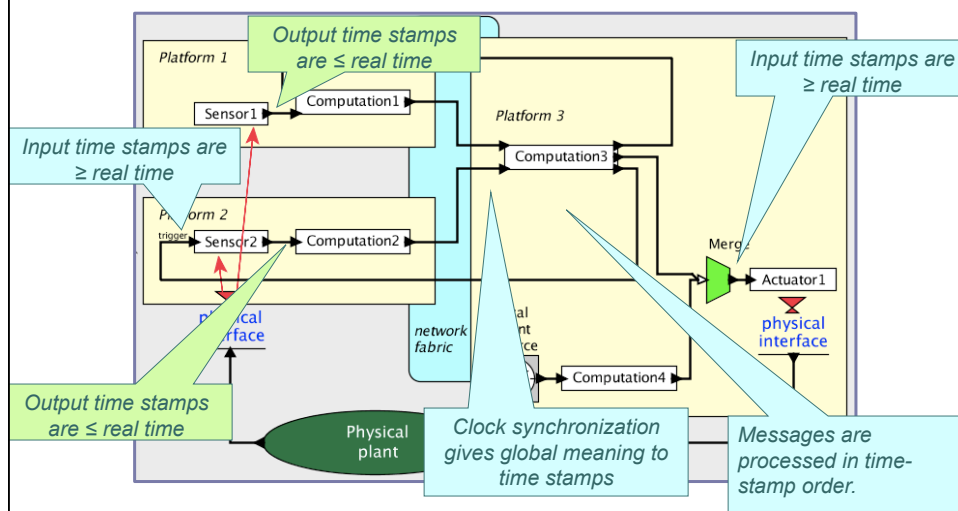 Output time stamps
are ≤ real time
Input time stamps are
≥ real time
Platform 1
Sensor1
Computation1
Platform 3
Computation3
Input time stamps are
≥ real time
Platform 2
trigger
Sensor2
Computation2
Merge
Actuator1
physical
interface
network
fabric
Computation4
Output time stamps
are ≤ real time
Physical
plant
Clock synchronization
gives global meaning to
time stamps
Messages are
processed in time-
stamp order.